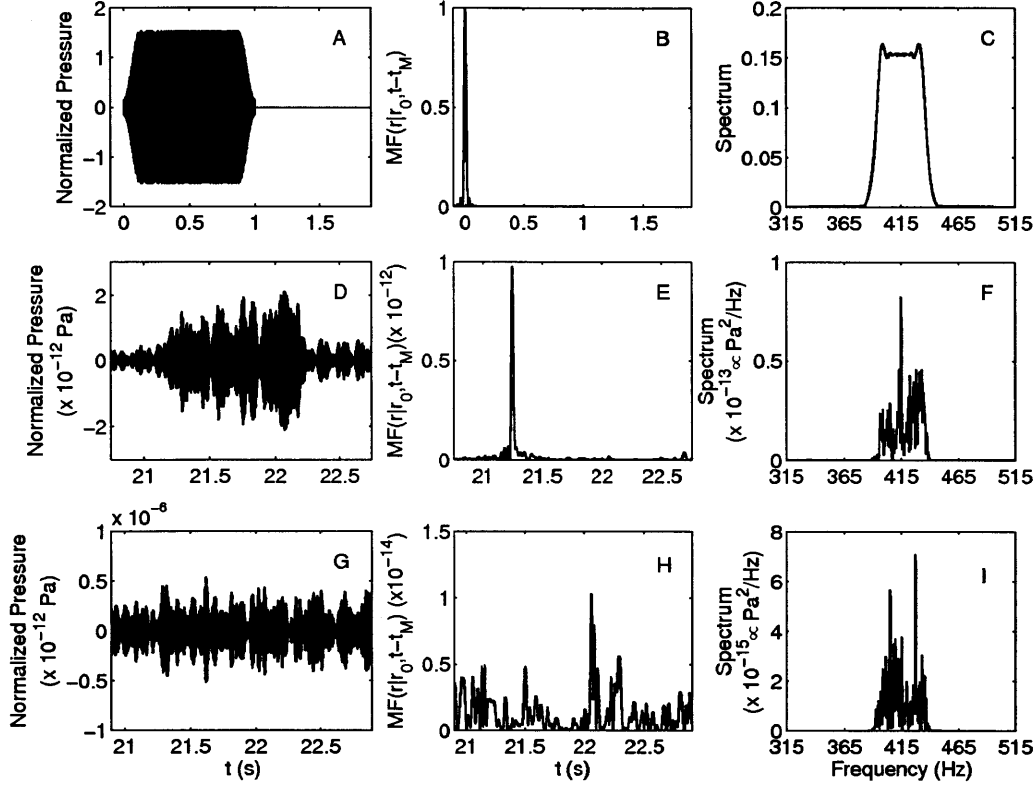 2
1
0
−1
−2
0
0.5
1
0
1.5
Normalized Pressure
A
1
0.5
0
0
0.5
1
1.5
MF(r|r₀,t−t_M)
B
0.2
0.15
0.1
0.05
0
315
365
415
465
515
Spectrum
C
2
0
−2
21
21.5
22
22.5
Normalized Pressure
(x 10⁻¹² Pa)
D
1
0.5
0
21
21.5
22
22.5
MF(r|r₀,t−t_M)(x 10⁻¹²)
E
1
0.5
0
315
365
415
465
515
Spectrum
(x 10⁻¹³ ∝ Pa²/Hz)
F
x 10⁻⁶
1
0.5
0
−0.5
−1
21
21.5
22
22.5
t (s)
Normalized Pressure
(x 10⁻¹² Pa)
G
1.5
1
0.5
0
21
21.5
22
22.5
t (s)
MF(r|r₀,t−t_M) (x10⁻¹⁴)
H
8
6
4
2
0
315
365
415
465
515
Frequency (Hz)
Spectrum
(x 10⁻¹⁵ ∝ Pa²/Hz)
I